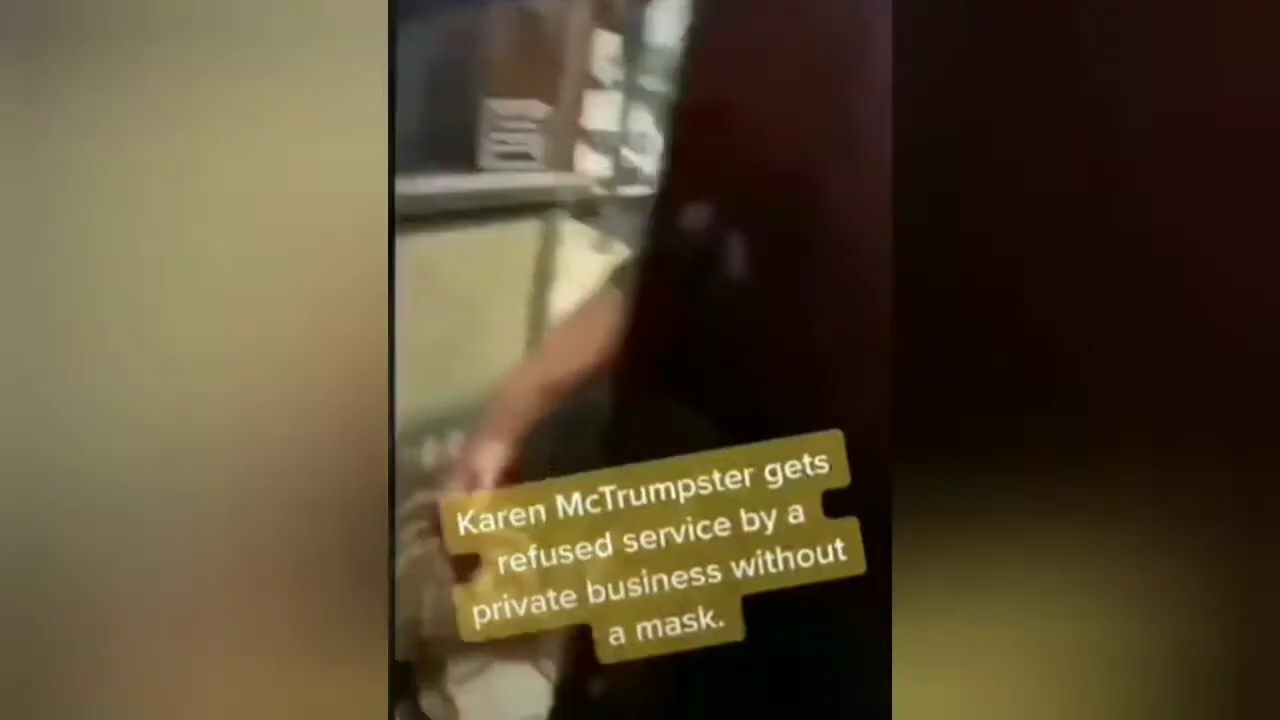 Karen McTrumpster gets
refused service by a
private business without
a mask.